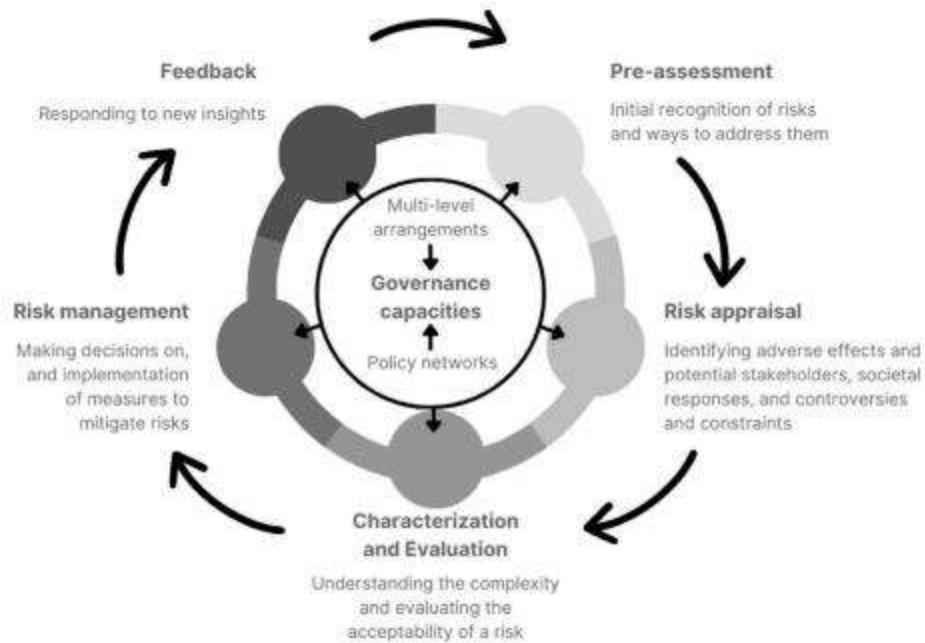 Feedback
Responding to new insights
Pre-assessment
Initial recognition of risks
and ways to address them
Multi-level
arrangements
Governance
capacities
Policy networks
Risk management
Making decisions on,
and implementation
of measures to
mitigate risks
Risk appraisal
Identifying adverse effects and
potential stakeholders, societal
responses, and controversies
and constraints
Characterization
and Evaluation
Understanding the complexity
and evaluating the
acceptability of a risk